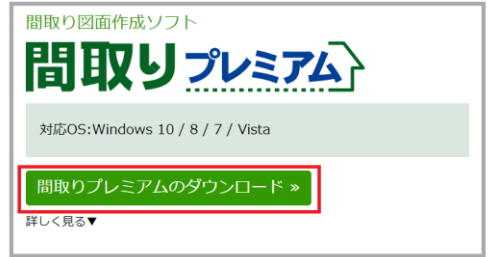 間取り図面作成ソフト
間取りプレミアム
対応OS:Windows 10 / 8 / 7 / Vista
間取りプレミアムのダウンロード »
詳しく見る▼